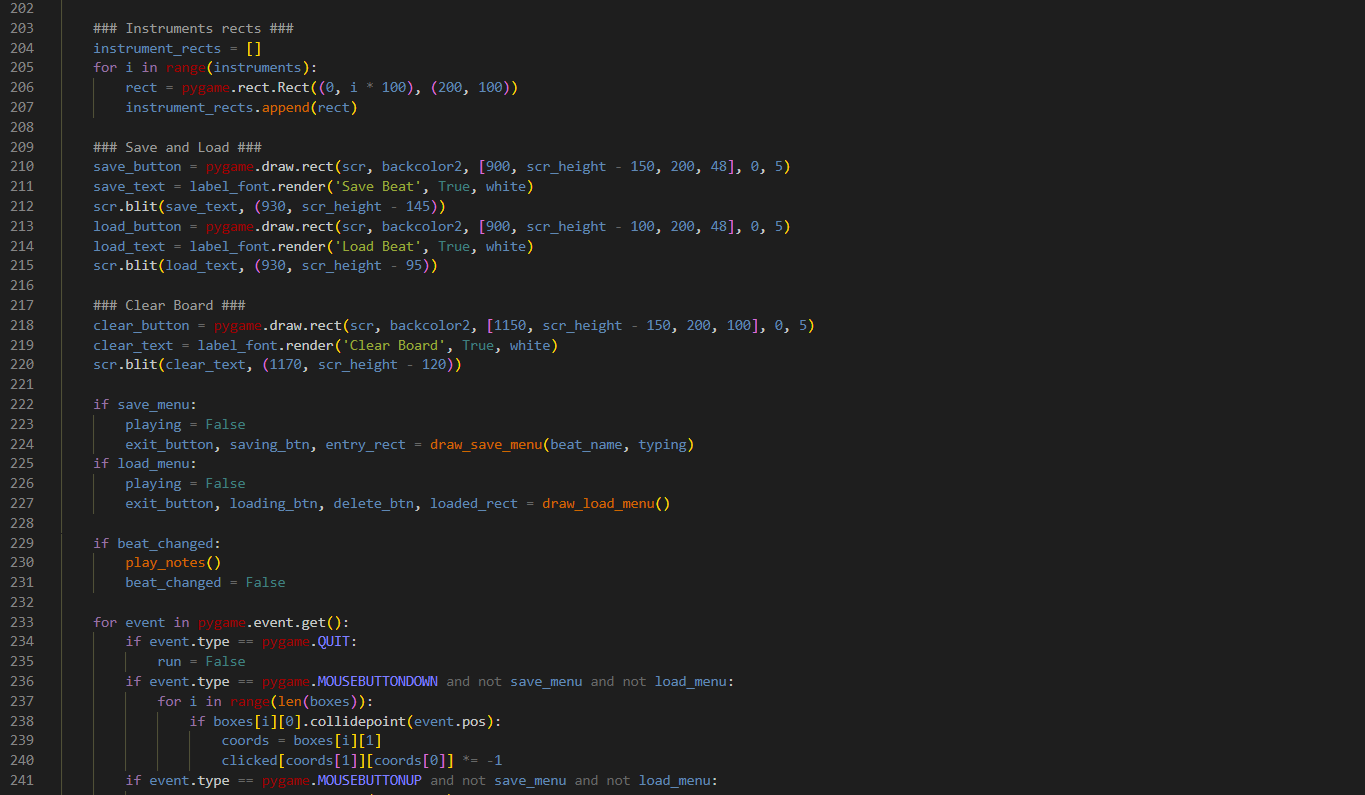 202
203 ### Instruments rects ###
204 instrument_rects = []
205 for i in range(instruments):
206 rect = pygame.rect.Rect((0, i * 100), (200, 100))
207 instrument_rects.append(rect)
208
209 ### Save and Load ###
210 save_button = pygame.draw.rect(scr, backcolor2, [900, scr_height - 150, 200, 48], 0, 5)
211 save_text = label_font.render('Save Beat', True, white)
212 scr.blit(save_text, (930, scr_height - 145))
213 load_button = pygame.draw.rect(scr, backcolor2, [900, scr_height - 100, 200, 48], 0, 5)
214 load_text = label_font.render('Load Beat', True, white)
215 scr.blit(load_text, (930, scr_height - 95))
216
217 ### Clear Board ###
218 clear_button = pygame.draw.rect(scr, backcolor2, [1150, scr_height - 150, 200, 100], 0, 5)
219 clear_text = label_font.render('Clear Board', True, white)
220 scr.blit(clear_text, (1170, scr_height - 120))
221
222 if save_menu:
223 playing = False
224 exit_button, saving_btn, entry_rect = draw_save_menu(beat_name, typing)
225 if load_menu:
226 playing = False
227 exit_button, loading_btn, delete_btn, loaded_rect = draw_load_menu()
228
229 if beat_changed:
230 play_notes()
231 beat_changed = False
232
233 for event in pygame.event.get():
234 if event.type == pygame.QUIT:
235 run = False
236 if event.type == pygame.MOUSEBUTTONDOWN and not save_menu and not load_menu:
237 for i in range(len(boxes)):
238 if boxes[i][0].collidepoint(event.pos):
239 coords = boxes[i][1]
240 clicked[coords[1]][coords[0]] *= -1
241 if event.type == pygame.MOUSEBUTTONUP and not save_menu and not load_menu: